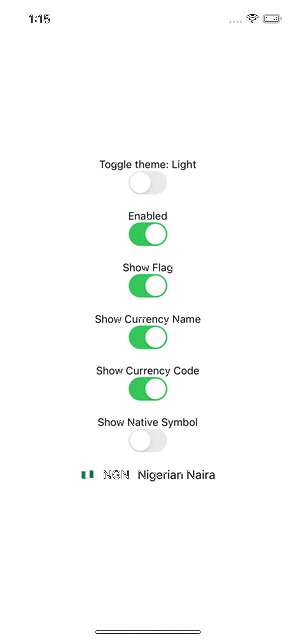 1:15
Toggle theme: Light
Enabled
Show Flag
Show Currency Name
Show Currency Code
Show Native Symbol
NGN Nigerian Naira